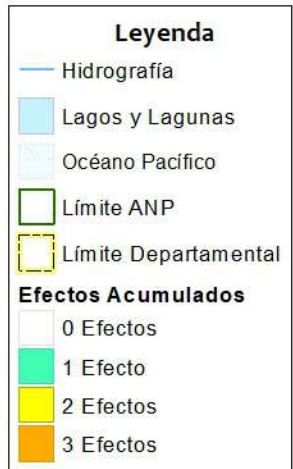 Leyenda
Hidrografía
Lagos y Lagunas
Océano Pacífico
Límite ANP
Límite Departamental
Efectos Acumulados
0 Efectos
1 Efecto
2 Efectos
3 Efectos